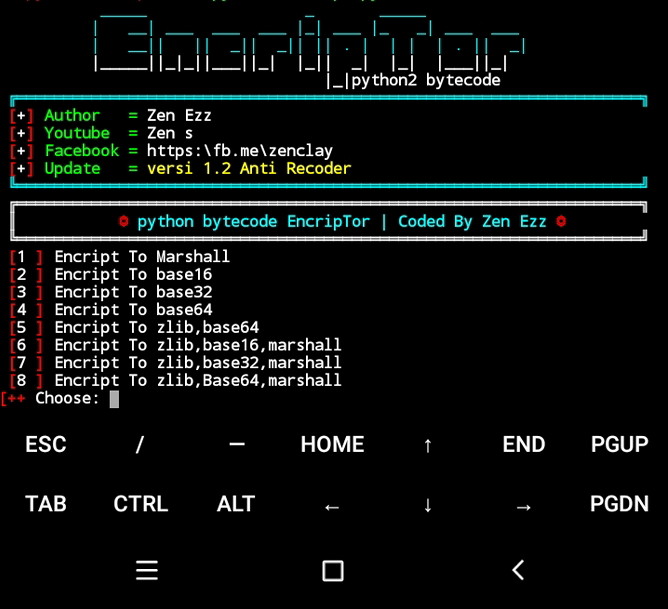 EncripTor
|_|python2 bytecode
[+] Author = Zen Ezz
[+] Youtube = Zen s
[+] Facebook = https:\fb.me\zenclay
[+] Update = versi 1.2 Anti Recoder
python bytecode EncripTor | Coded By Zen Ezz
[1 ] Encript To Marshall
[2 ] Encript To base16
[3 ] Encript To base32
[4 ] Encript To base64
[5 ] Encript To zlib,base64
[6 ] Encript To zlib,base16,marshall
[7 ] Encript To zlib,base32,marshall
[8 ] Encript To zlib,Base64,marshall
[++ Choose:
ESC / — HOME ↑ END PGUP
TAB CTRL ALT ← ↓ → PGDN